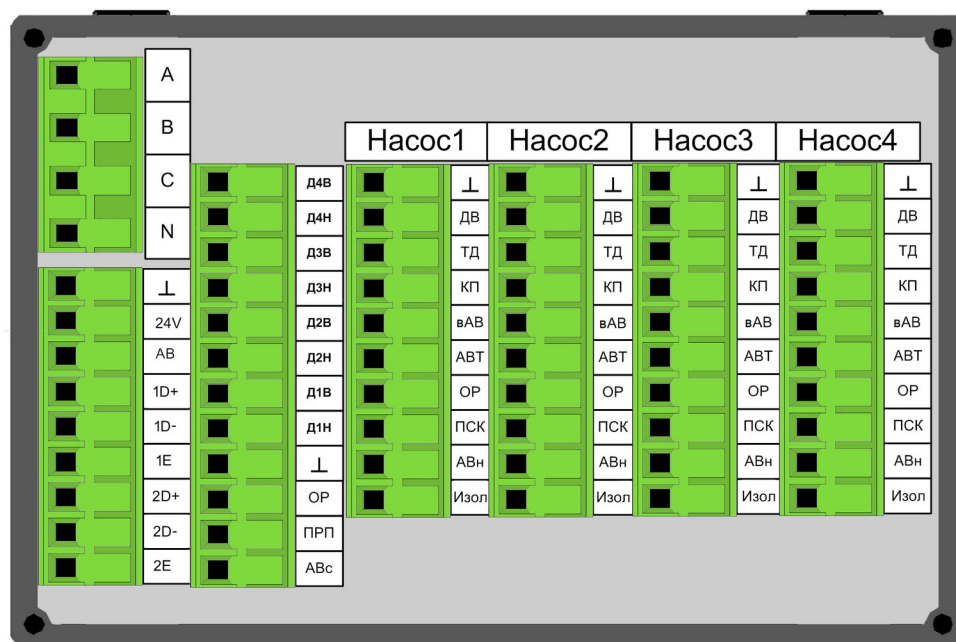 A
B
C
N
⊥
24V
АВ
1D+
1D-
1E
2D+
2D-
2E
Д4В
Д4Н
Д3В
Д3Н
Д2В
Д2Н
Д1В
Д1Н
⊥
ОР
ПРП
АВс
Насос1 Насос2 Насос3 Насос4
⊥ ⊥ ⊥ ⊥
ДВ ДВ ДВ ДВ
ТД ТД ТД ТД
КП КП КП КП
вАВ вАВ вАВ вАВ
АВТ АВТ АВТ АВТ
ОР ОР ОР ОР
ПСК ПСК ПСК ПСК
АВн АВн АВн АВн
Изол Изол Изол Изол